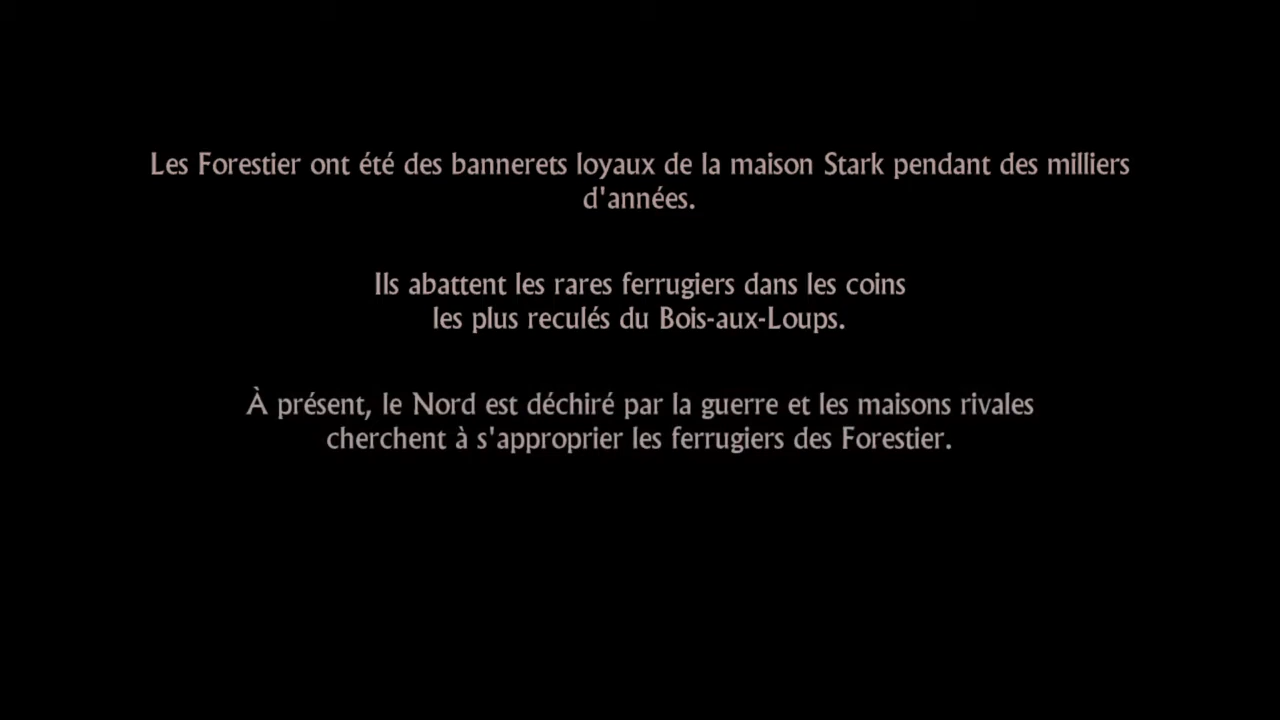 Les Forestier ont été des bannerets loyaux de la maison Stark pendant des milliers
d'années.
Ils abattent les rares ferrugiers dans les coins
les plus reculés du Bois-aux-Loups.
À présent, le Nord est déchiré par la guerre et les maisons rivales
cherchent à s'approprier les ferrugiers des Forestier.